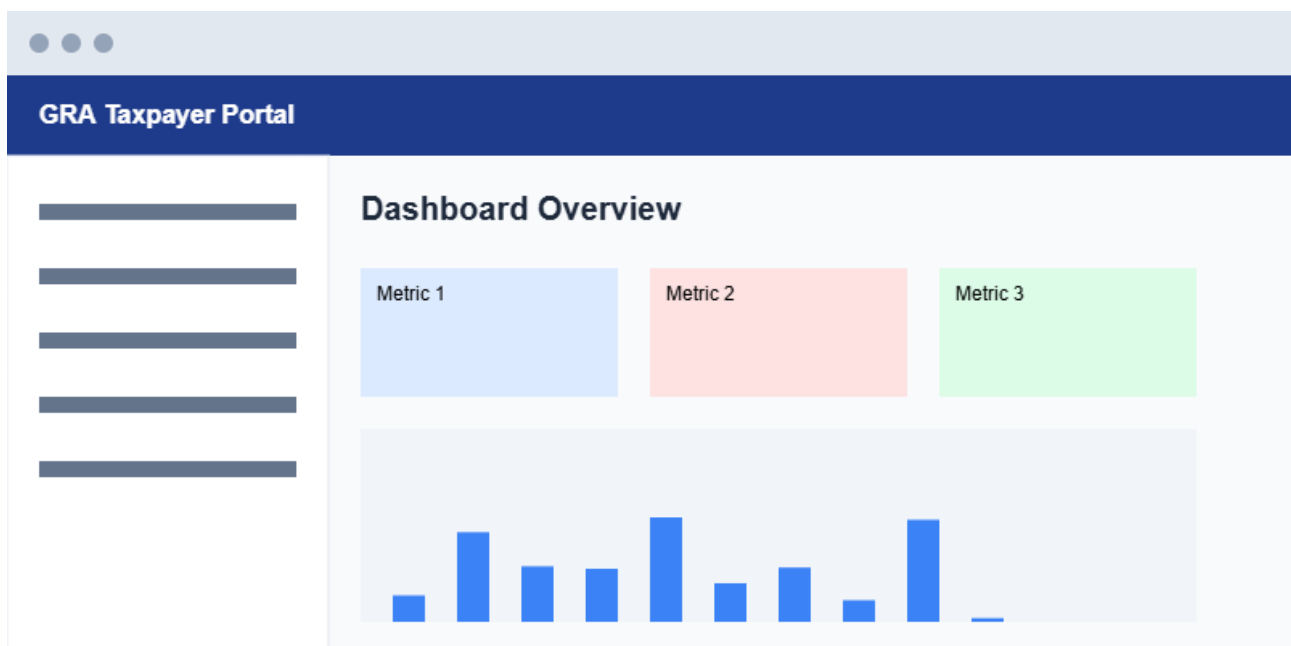 GRA Taxpayer Portal
Dashboard Overview
Metric 1
Metric 2
Metric 3